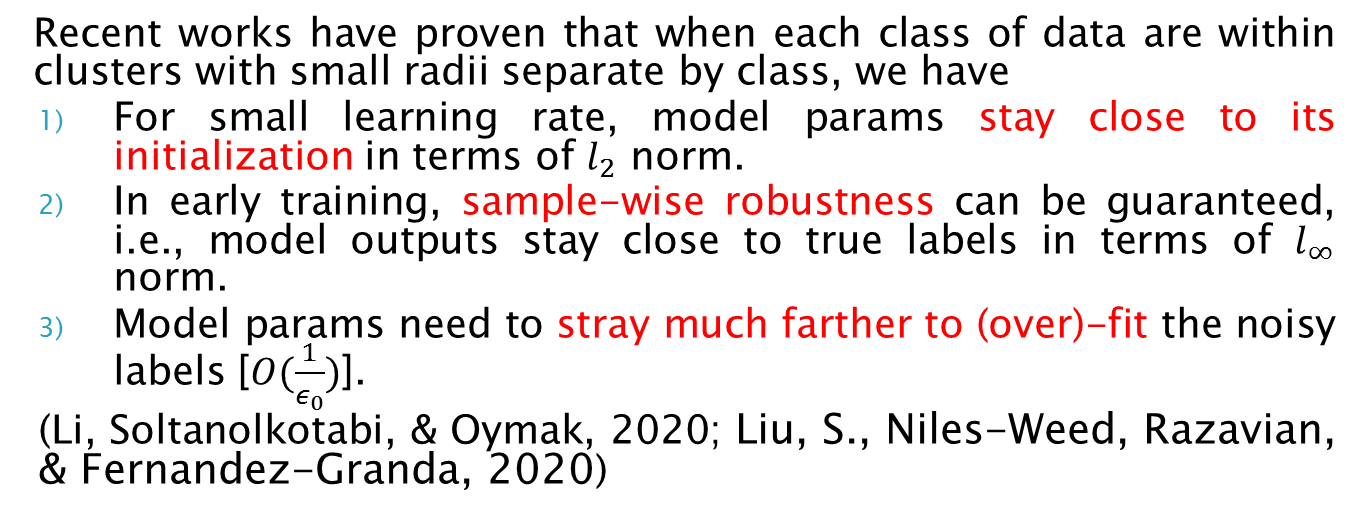 Recent works have proven that when each class of data are within
clusters with small radii separate by class, we have
1) For small learning rate, model params stay close to its
initialization in terms of l₂ norm.
2) In early training, sample-wise robustness can be guaranteed,
i.e., model outputs stay close to true labels in terms of l∞
norm.
3) Model params need to stray much farther to (over)-fit the noisy
labels [O(1/ϵ₀)].
(Li, Soltanolkotabi, & Oymak, 2020; Liu, S., Niles-Weed, Razavian,
& Fernandez-Granda, 2020)